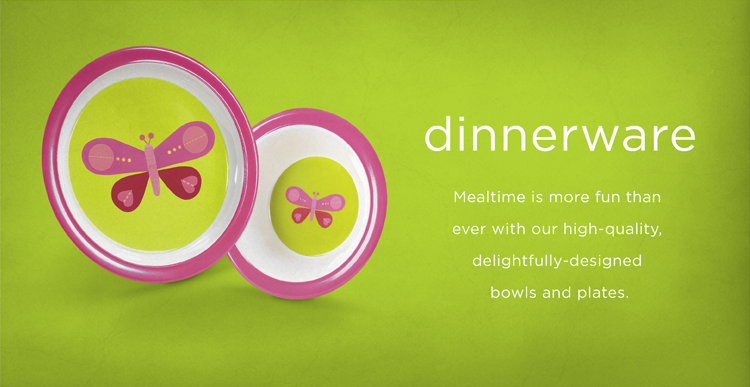 dinnerware
Mealtime is more fun than
ever with our high-quality,
delightfully-designed
bowls and plates.